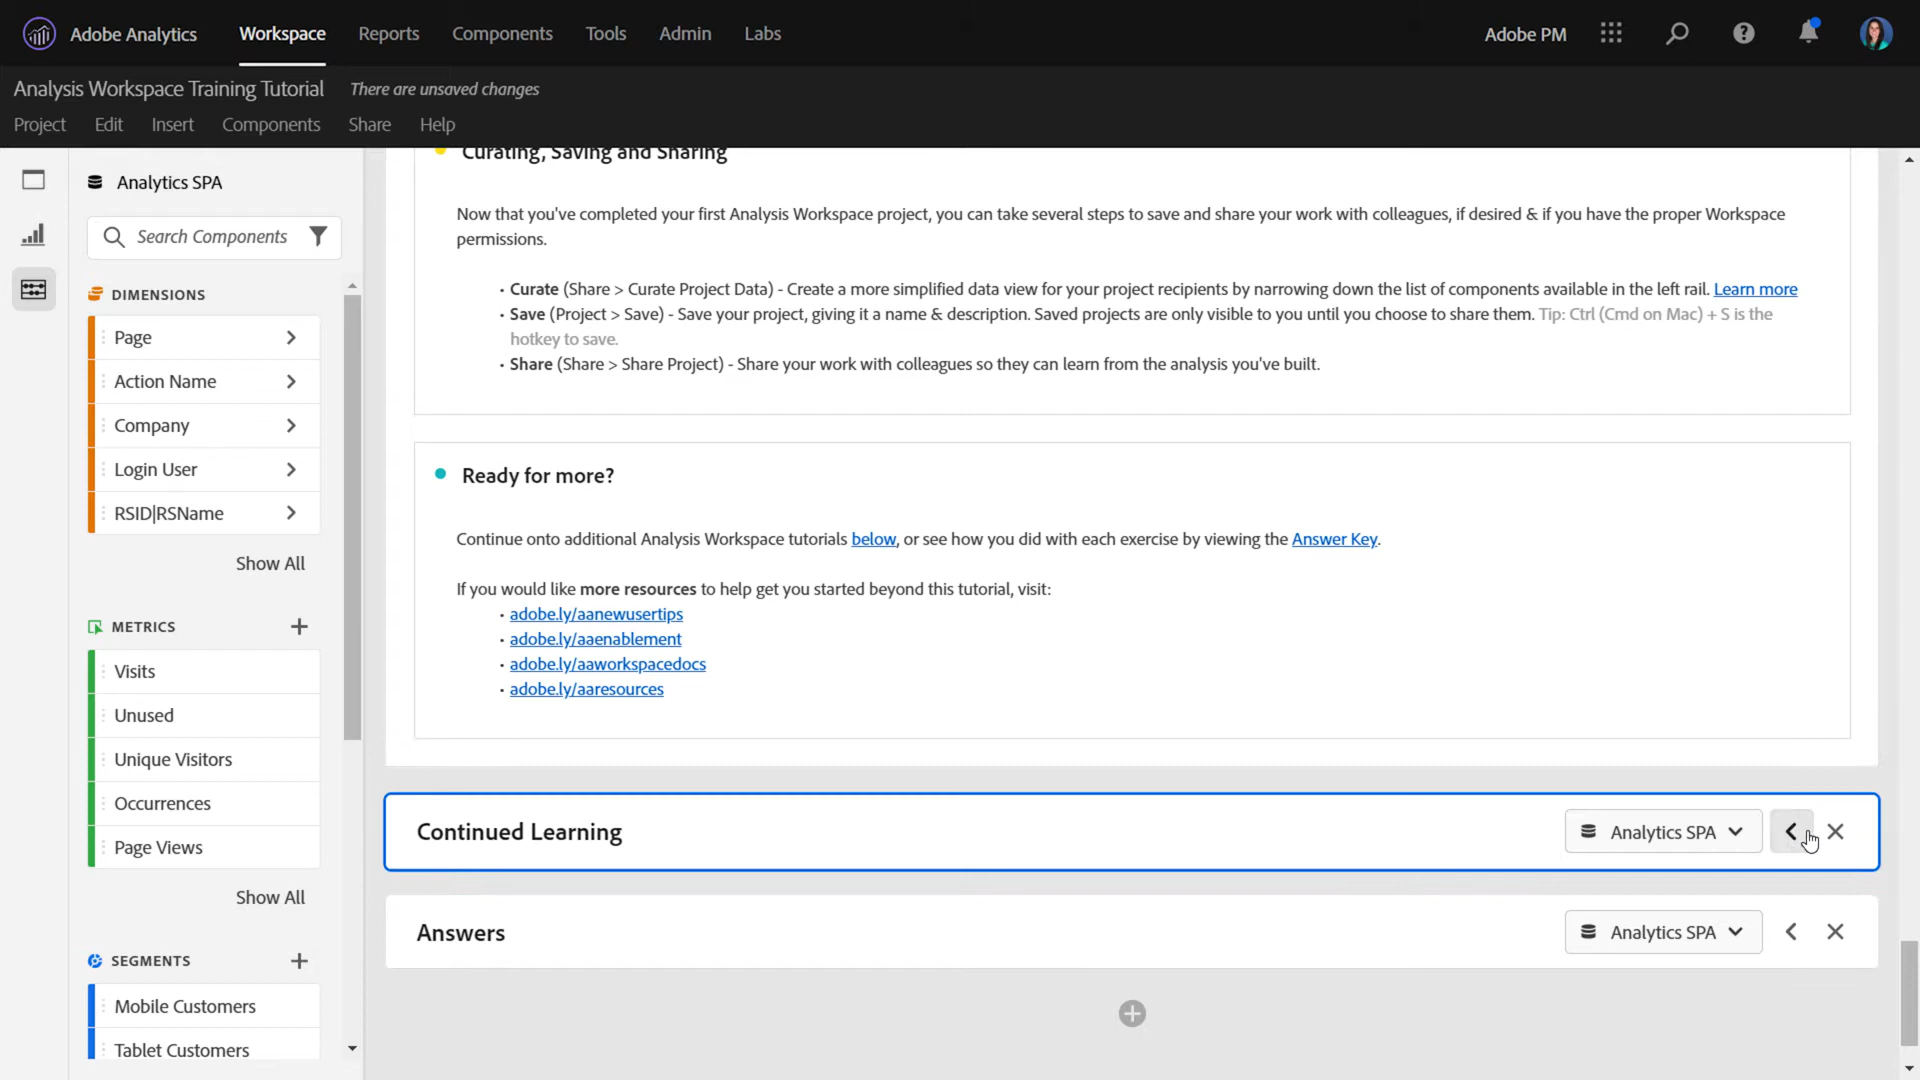 Adobe Analytics
Workspace
Reports
Components
Tools
Admin
Labs
Adobe PM
Analysis Workspace Training Tutorial
There are unsaved changes
Project
Edit
Insert
Components
Share
Help
Analytics SPA
Search Components
DIMENSIONS
Page
Action Name
Company
Login User
RSID|RSName
Show All
METRICS
Visits
Unused
Unique Visitors
Occurrences
Page Views
Show All
SEGMENTS
Mobile Customers
Tablet Customers
Curating, Saving and Sharing
Now that you've completed your first Analysis Workspace project, you can take several steps to save and share your work with colleagues, if desired & if you have the proper Workspace
permissions.
• Curate (Share > Curate Project Data) - Create a more simplified data view for your project recipients by narrowing down the list of components available in the left rail. Learn more
• Save (Project > Save) - Save your project, giving it a name & description. Saved projects are only visible to you until you choose to share them. Tip: Ctrl (Cmd on Mac) + S is the
hotkey to save.
• Share (Share > Share Project) - Share your work with colleagues so they can learn from the analysis you've built.
Ready for more?
Continue onto additional Analysis Workspace tutorials below, or see how you did with each exercise by viewing the Answer Key.
If you would like more resources to help get you started beyond this tutorial, visit:
• adobe.ly/aanewusertips
• adobe.ly/aaenablement
• adobe.ly/aaworkspacedocs
• adobe.ly/aaresources
Continued Learning
Analytics SPA
Answers
Analytics SPA